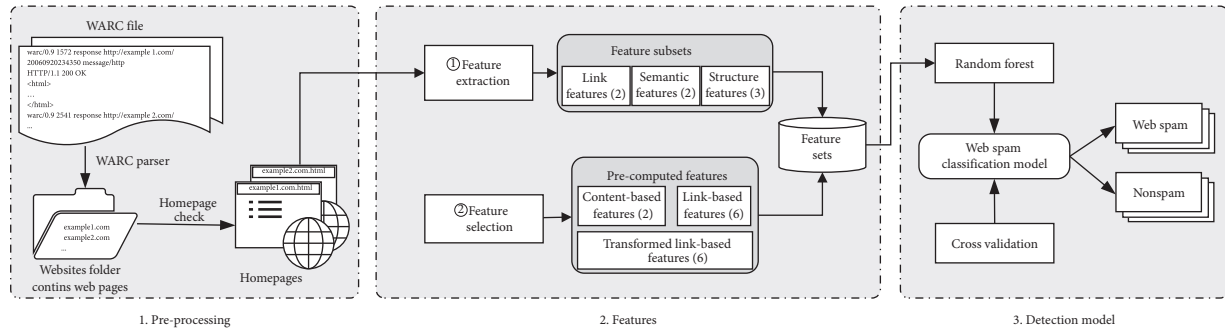 WARC file
warc/0.9 1572 response http://example 1.com/
20060920234350 message/http
HTTP/1.1 200 OK
<html>
....
</html>
warc/0.9 2541 response http://example 2.com/
...
WARC parser
example1.com
example2.com
...
Websites folder
contins web pages
Homepage
check
example2.com.html
example1.com.html
Homepages
1. Pre-processing
1 Feature
extraction
Feature subsets
Link
features (2)
Semantic
features (2)
Structure
features (3)
2 Feature
selection
Pre-computed features
Content-based
features (2)
Link-based
features (6)
Transformed link-based
features (6)
Feature
sets
2. Features
Random forest
Web spam
classification model
Cross validation
Web spam
Nonspam
3. Detection model